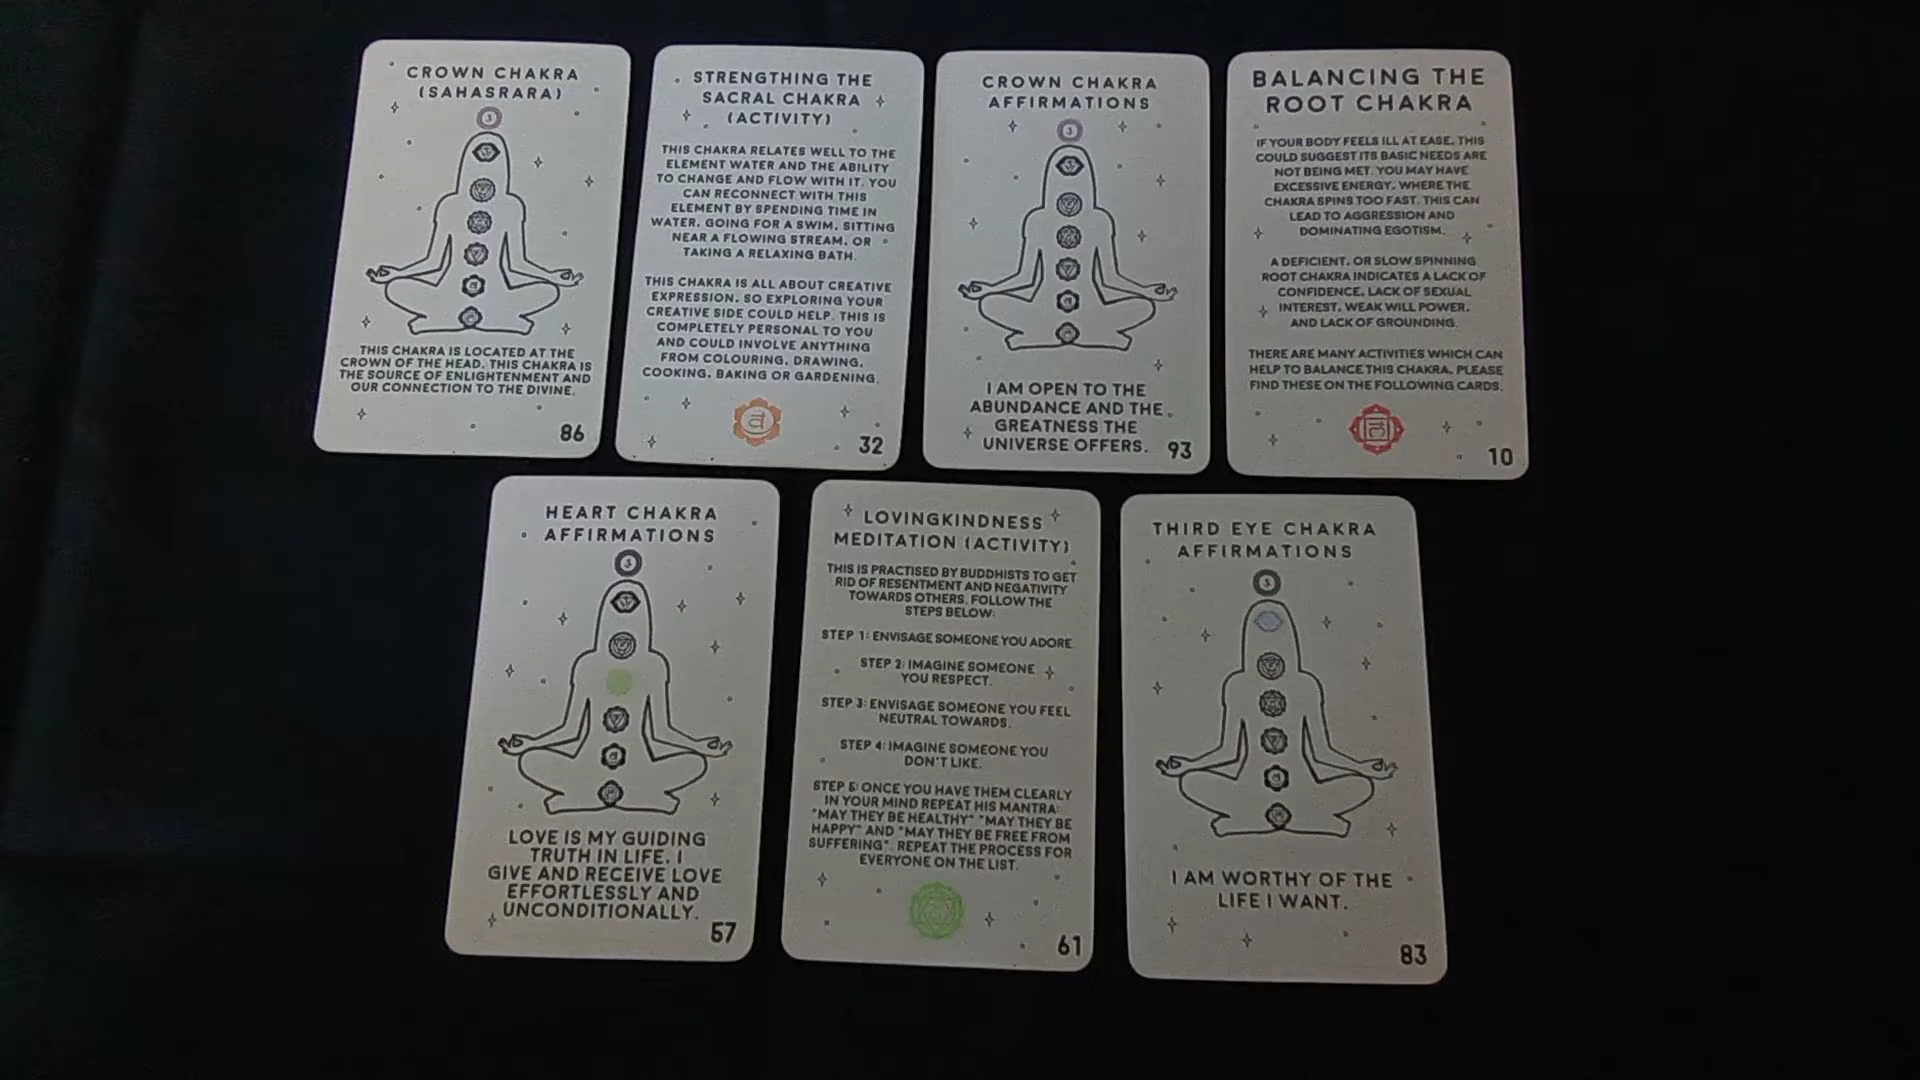 CROWN CHAKRA
(SAHASRARA)
THIS CHAKRA IS LOCATED AT THE
CROWN OF THE HEAD. THIS CHAKRA IS
THE SOURCE OF ENLIGHTENMENT AND
OUR CONNECTION TO THE DIVINE.
86
STRENGTHING THE
SACRAL CHAKRA
(ACTIVITY)
THIS CHAKRA RELATES WELL TO THE
ELEMENT WATER AND THE ABILITY
TO CHANGE AND FLOW WITH IT. YOU
CAN RECONNECT WITH THIS
ELEMENT BY SPENDING TIME IN
WATER, GOING FOR A SWIM, SITTING
NEAR A FLOWING STREAM, OR
TAKING A RELAXING BATH.
THIS CHAKRA IS ALL ABOUT CREATIVE
EXPRESSION, SO EXPLORING YOUR
CREATIVE SIDE COULD HELP. THIS IS
COMPLETELY PERSONAL TO YOU
AND COULD INVOLVE ANYTHING
FROM COLOURING, DRAWING,
COOKING, BAKING OR GARDENING.
32
CROWN CHAKRA
AFFIRMATIONS
I AM OPEN TO THE
ABUNDANCE AND THE
GREATNESS THE
UNIVERSE OFFERS.
93
BALANCING THE
ROOT CHAKRA
IF YOUR BODY FEELS ILL AT EASE, THIS
COULD SUGGEST ITS BASIC NEEDS ARE
NOT BEING MET. YOU MAY HAVE
EXCESSIVE ENERGY, WHERE THE
CHAKRA SPINS TOO FAST. THIS CAN
LEAD TO AGGRESSION AND
DOMINATING EGOTISM.
A DEFICIENT, OR SLOW SPINNING
ROOT CHAKRA INDICATES A LACK OF
CONFIDENCE, LACK OF SEXUAL
INTEREST, WEAK WILL POWER,
AND LACK OF GROUNDING.
THERE ARE MANY ACTIVITIES WHICH CAN
HELP TO BALANCE THIS CHAKRA, PLEASE
FIND THESE ON THE FOLLOWING CARDS.
10
HEART CHAKRA
AFFIRMATIONS
LOVE IS MY GUIDING
TRUTH IN LIFE. I
GIVE AND RECEIVE LOVE
EFFORTLESSLY AND
UNCONDITIONALLY.
57
LOVINGKINDNESS
MEDITATION (ACTIVITY)
THIS IS PRACTISED BY BUDDHISTS TO GET
RID OF RESENTMENT AND NEGATIVITY
TOWARDS OTHERS. FOLLOW THE
STEPS BELOW:
STEP 1: ENVISAGE SOMEONE YOU ADORE.
STEP 2: IMAGINE SOMEONE
YOU RESPECT.
STEP 3: ENVISAGE SOMEONE YOU FEEL
NEUTRAL TOWARDS.
STEP 4: IMAGINE SOMEONE YOU
DON'T LIKE.
STEP 5: ONCE YOU HAVE THEM CLEARLY
IN YOUR MIND REPEAT HIS MANTRA:
"MAY THEY BE HEALTHY" "MAY THEY BE
HAPPY" AND "MAY THEY BE FREE FROM
SUFFERING". REPEAT THE PROCESS FOR
EVERYONE ON THE LIST.
61
THIRD EYE CHAKRA
AFFIRMATIONS
I AM WORTHY OF THE
LIFE I WANT.
83